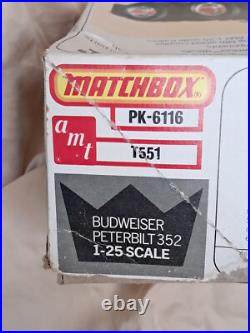 MATCHBOX®
PK-6116
amt
T551
BUDWEISER
PETERBILT 352
1-25 SCALE